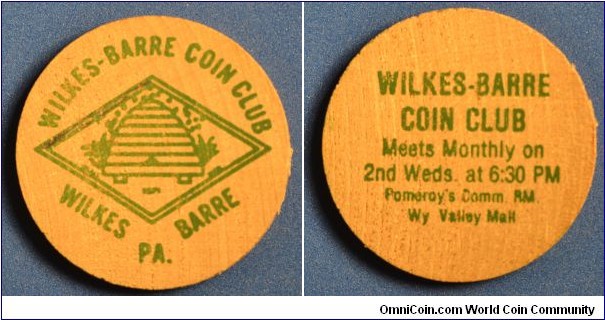 WILKES-BARRE COIN CLUB
WILKES BARRE
PA.
WILKES-BARRE
COIN CLUB
Meets Monthly on
2nd Weds. at 6:30 PM
Pomeroy's Comm. RM
Wy. Valley Mall
OmniCoin.com World Coin Community